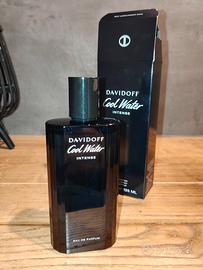 DAVIDOFF
Cool Water
INTENSE
125 ML
DAVIDOFF
Cool Water
INTENSE
EAU DE PARFUM